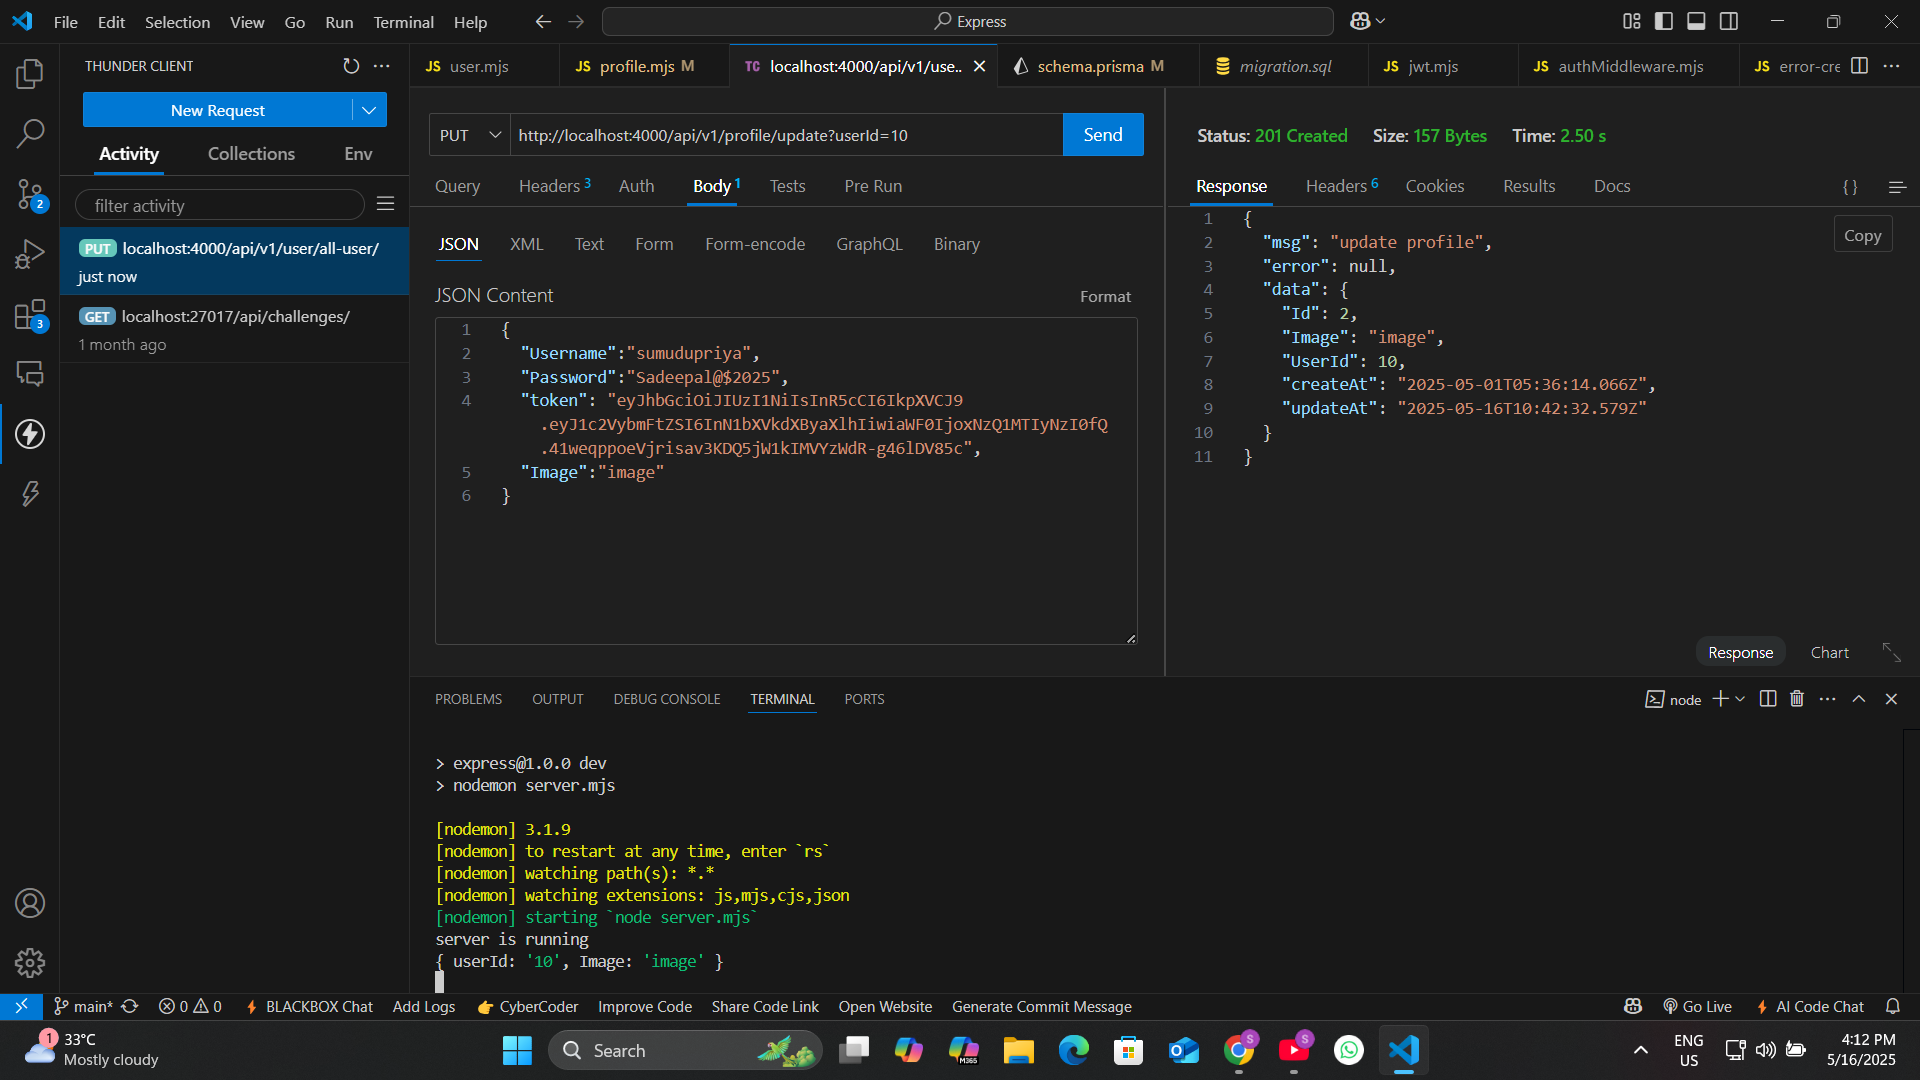 File Edit Selection View Go Run Terminal Help
Express
THUNDER CLIENT
New Request
Activity Collections Env
filter activity
PUT localhost:4000/api/v1/user/all-user/
just now
GET localhost:27017/api/challenges/
1 month ago
2
3
JS user.mjs
JS profile.mjs M
TC localhost:4000/api/v1/use..
schema.prisma M
migration.sql
JS jwt.mjs
JS authMiddleware.mjs
JS error-cre
PUT http://localhost:4000/api/v1/profile/update?userId=10 Send
Query Headers 3 Auth Body 1 Tests Pre Run
JSON XML Text Form Form-encode GraphQL Binary
JSON Content Format
1 {
2 "Username":"sumudupriya",
3 "Password":"Sadeepal@$2025",
4 "token": "eyJhbGciOiJIUzI1NiIsInR5cCI6IkpXVCJ9
.eyJ1c2VybmFtZSI6InN1bXVkdXByaXlhIiwiaWF0IjoxNzQ1MTIyNzI0fQ
.41weqppoeVjrisav3KDQ5jW1kIMVYzWdR-g46lDV85c",
5 "Image":"image"
6 }
Status: 201 Created Size: 157 Bytes Time: 2.50 s
Response Headers 6 Cookies Results Docs { }
Copy
1 {
2 "msg": "update profile",
3 "error": null,
4 "data": {
5 "Id": 2,
6 "Image": "image",
7 "UserId": 10,
8 "createAt": "2025-05-01T05:36:14.066Z",
9 "updateAt": "2025-05-16T10:42:32.579Z"
10 }
11 }
Response Chart
PROBLEMS OUTPUT DEBUG CONSOLE TERMINAL PORTS
node
> express@1.0.0 dev
> nodemon server.mjs
[nodemon] 3.1.9
[nodemon] to restart at any time, enter `rs`
[nodemon] watching path(s): *.*
[nodemon] watching extensions: js,mjs,cjs,json
[nodemon] starting `node server.mjs`
server is running
{ userId: '10', Image: 'image' }
main* 0 0 BLACKBOX Chat Add Logs CyberCoder Improve Code Share Code Link Open Website Generate Commit Message Go Live AI Code Chat
1
33°C
Mostly cloudy
Search
M365
S
S
ENG
US
4:12 PM
5/16/2025